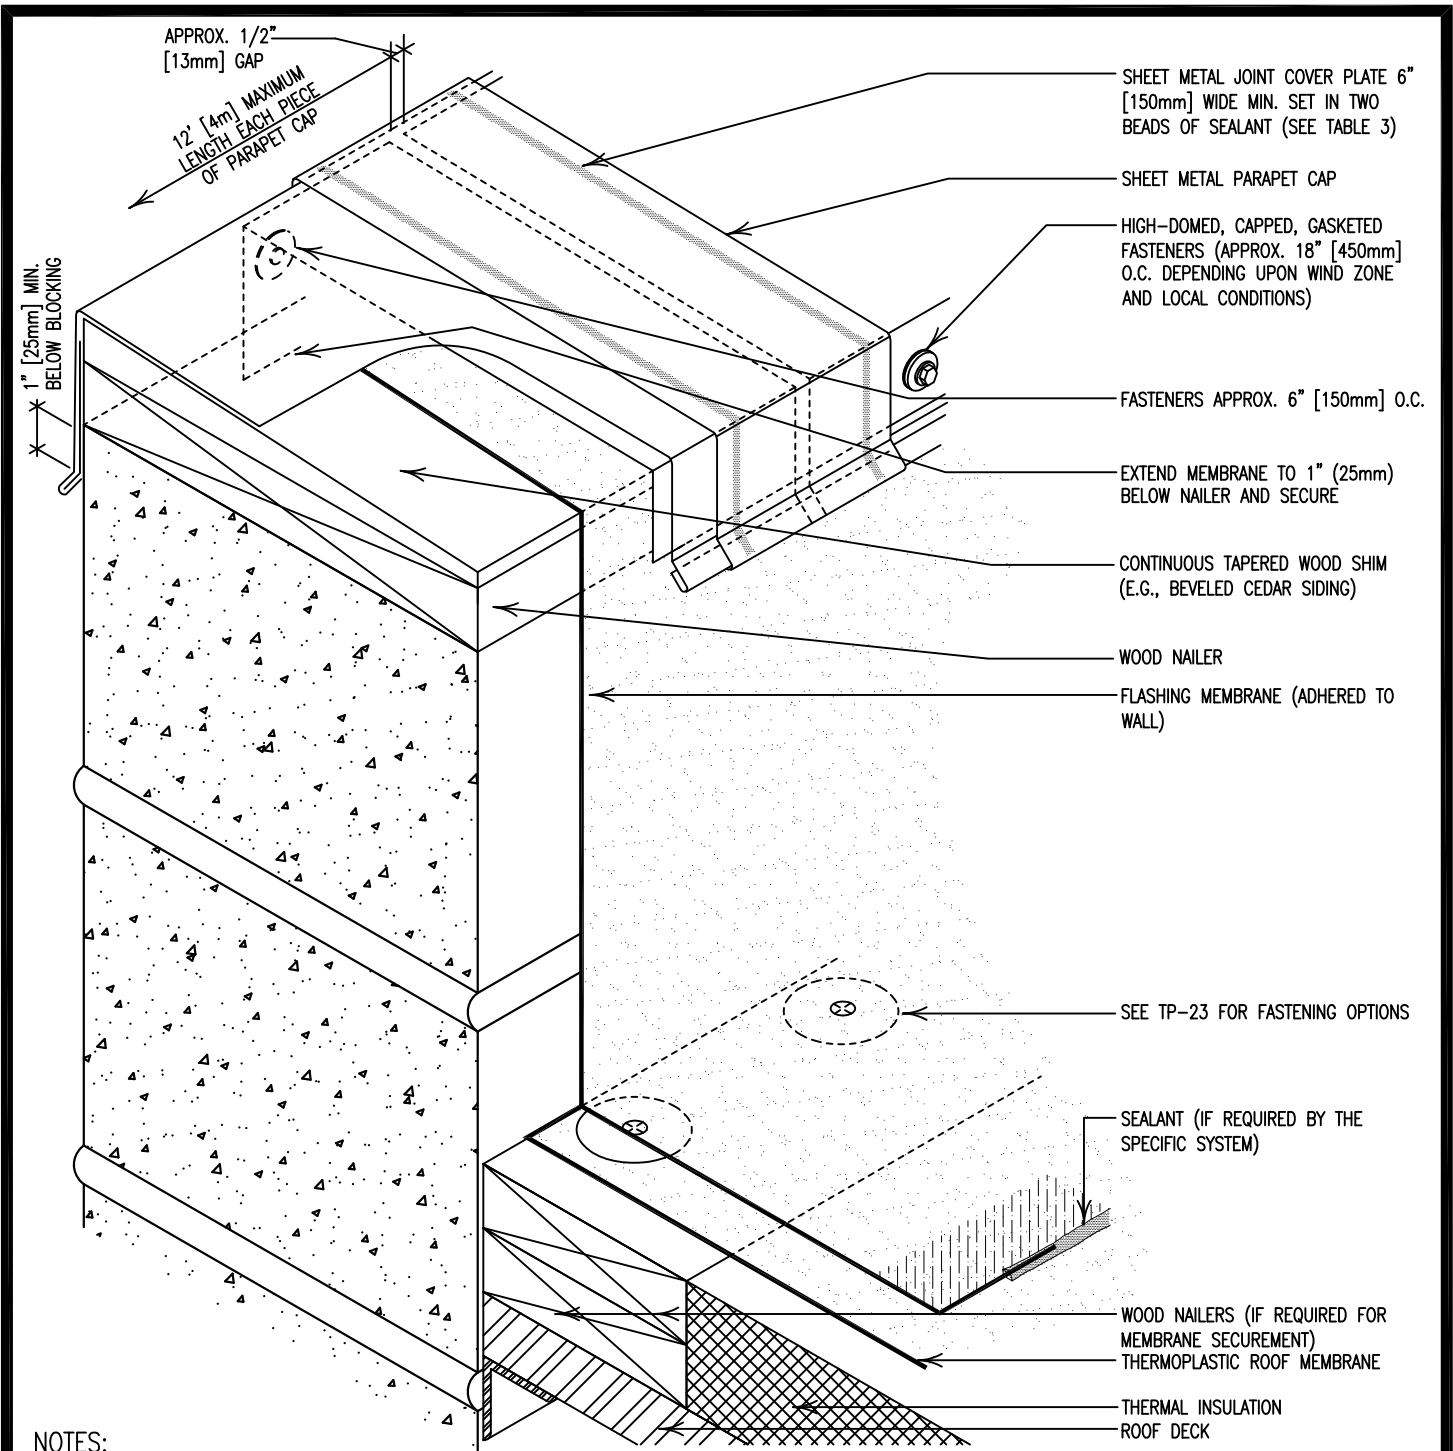 APPROX. 1/2"
[13mm] GAP
12' [4m] MAXIMUM
LENGTH EACH PIECE
OF PARAPET CAP
1" [25mm] MIN.
BELOW BLOCKING
SHEET METAL JOINT COVER PLATE 6"
[150mm] WIDE MIN. SET IN TWO
BEADS OF SEALANT (SEE TABLE 3)
SHEET METAL PARAPET CAP
HIGH-DOMED, CAPPED, GASKETED
FASTENERS (APPROX. 18" [450mm]
O.C. DEPENDING UPON WIND ZONE
AND LOCAL CONDITIONS)
FASTENERS APPROX. 6" [150mm] O.C.
EXTEND MEMBRANE TO 1" (25mm)
BELOW NAILER AND SECURE
CONTINUOUS TAPERED WOOD SHIM
(E.G., BEVELED CEDAR SIDING)
WOOD NAILER
FLASHING MEMBRANE (ADHERED TO
WALL)
SEE TP-23 FOR FASTENING OPTIONS
SEALANT (IF REQUIRED BY THE
SPECIFIC SYSTEM)
WOOD NAILERS (IF REQUIRED FOR
MEMBRANE SECUREMENT)
THERMOPLASTIC ROOF MEMBRANE
THERMAL INSULATION
ROOF DECK
NOTES: